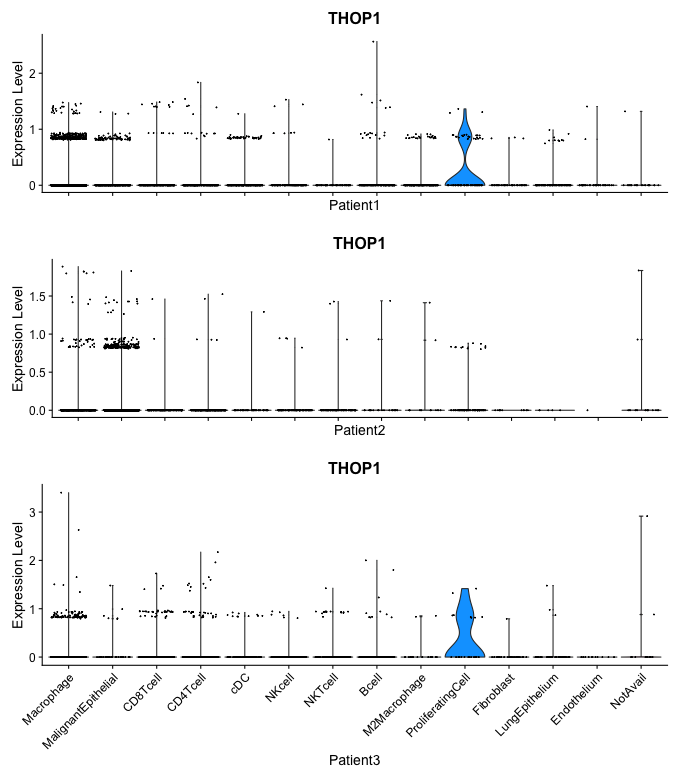 THOP1
Expression Level
2
1
0
Patient1
THOP1
Expression Level
1.5
1.0
0.5
0.0
Patient2
THOP1
Expression Level
3
2
1
0
Macrophage
MalignantEpithelial
CD8Tcell
CD4Tcell
cDC
NKcell
NKTcell
Bcell
M2Macrophage
ProliferatingCell
Fibroblast
LungEpithelium
Endothelium
NotAvail
Patient3